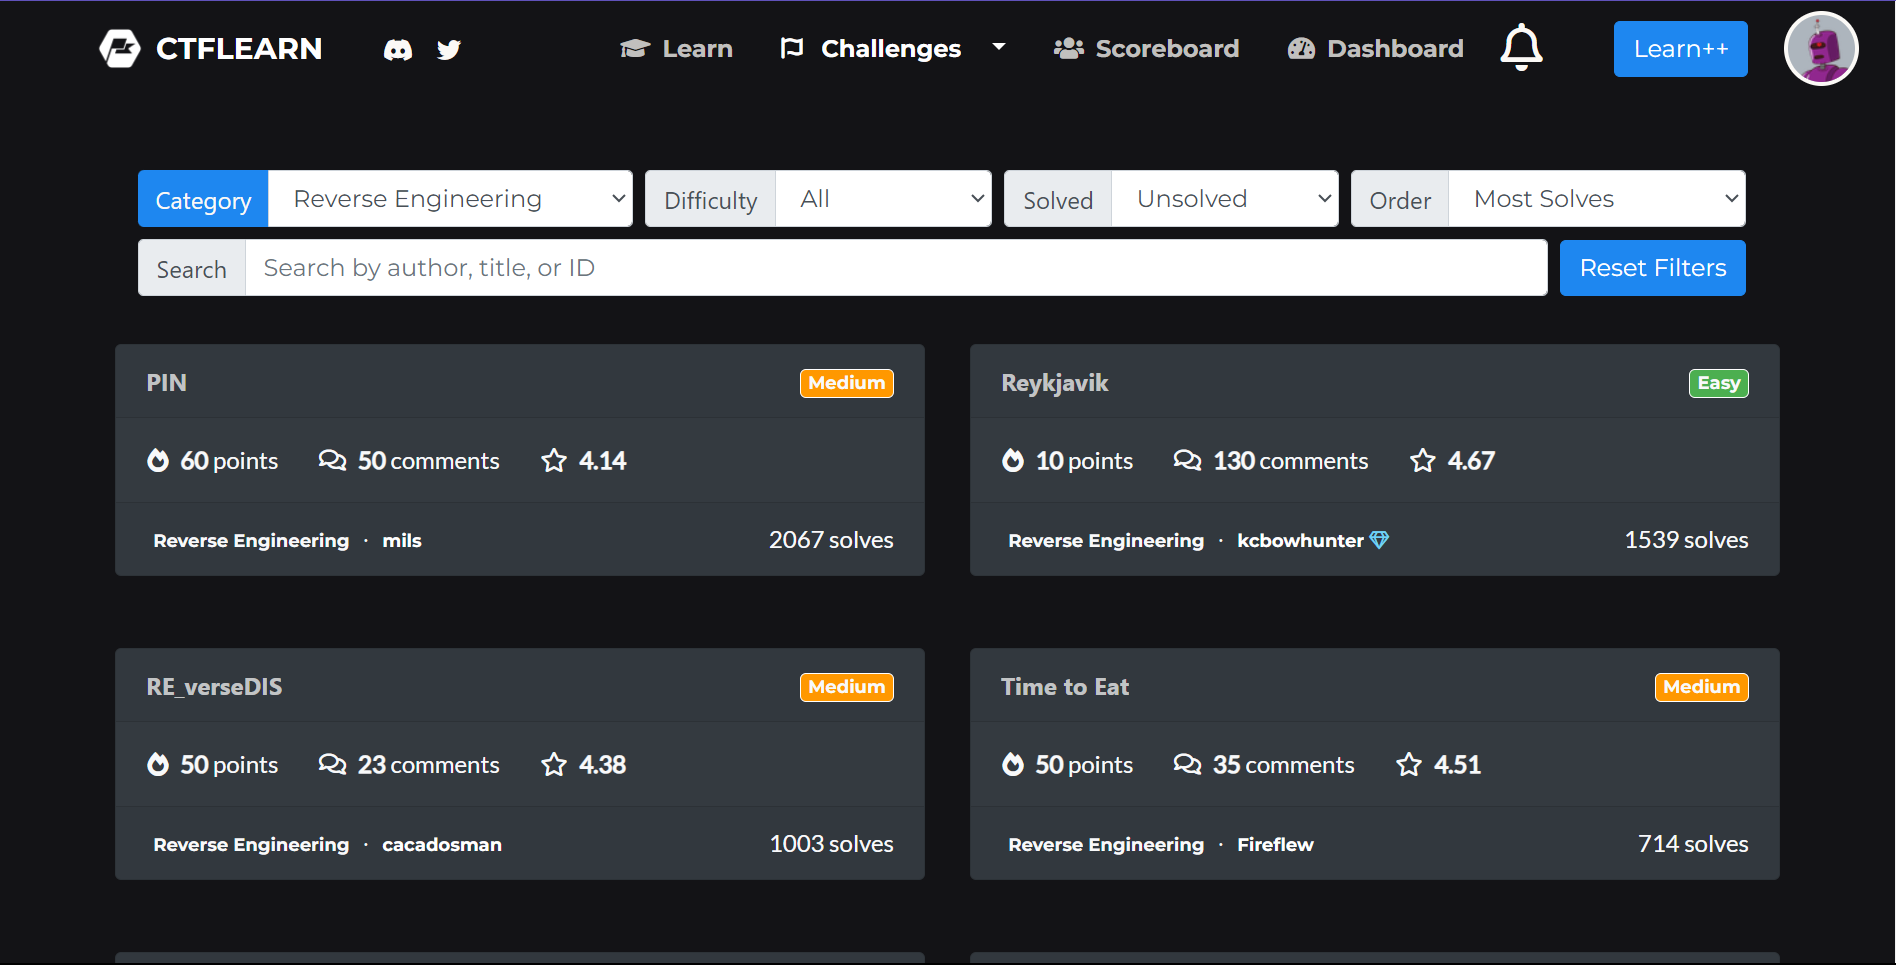 CTFLEARN Learn Challenges Scoreboard Dashboard Learn++
Category Reverse Engineering Difficulty All Solved Unsolved Order Most Solves
Search Search by author, title, or ID Reset Filters
PIN Medium
60 points 50 comments 4.14
Reverse Engineering · mils 2067 solves
Reykjavik Easy
10 points 130 comments 4.67
Reverse Engineering · kcbowhunter 1539 solves
RE_verseDIS Medium
50 points 23 comments 4.38
Reverse Engineering · cacadosman 1003 solves
Time to Eat Medium
50 points 35 comments 4.51
Reverse Engineering · Fireflew 714 solves